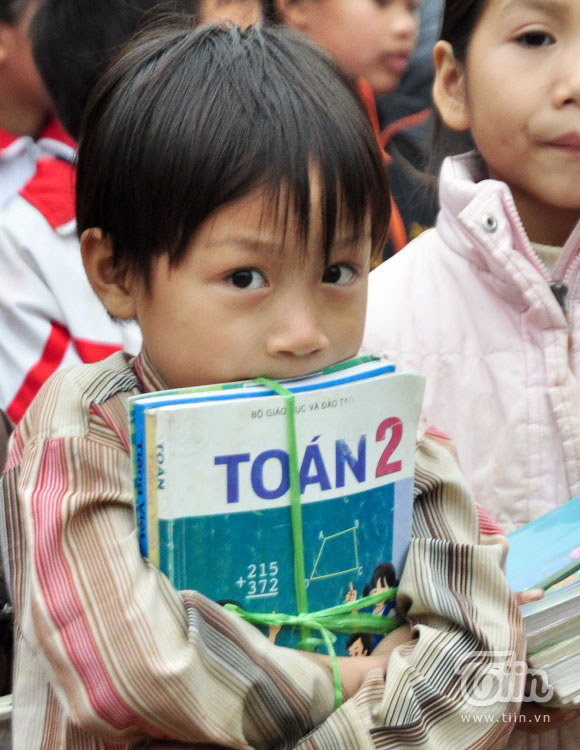 BỘ GIÁO DỤC VÀ ĐÀO TẠO
TOÁN 2
TOÁN
215
+
372
Tiin
www.tiin.vn